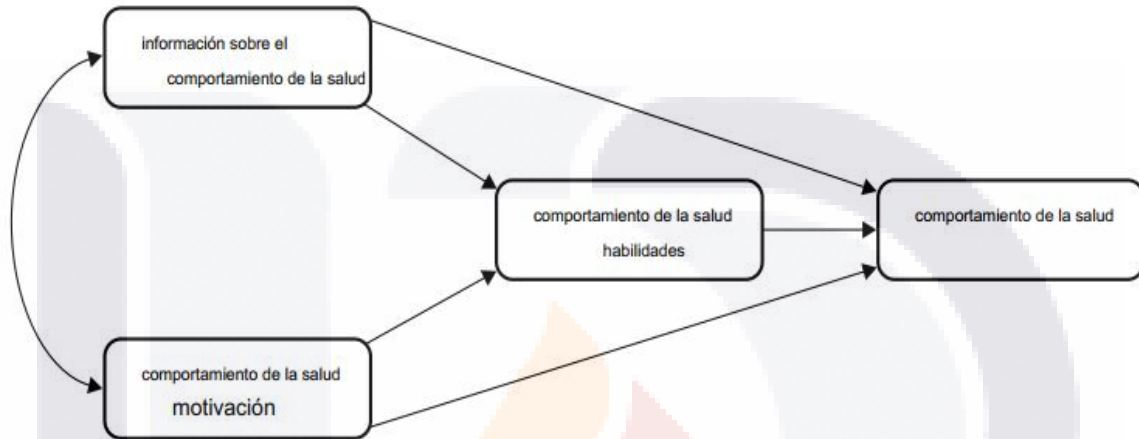 información sobre el
comportamiento de la salud
comportamiento de la salud
habilidades
comportamiento de la salud
comportamiento de la salud
motivación